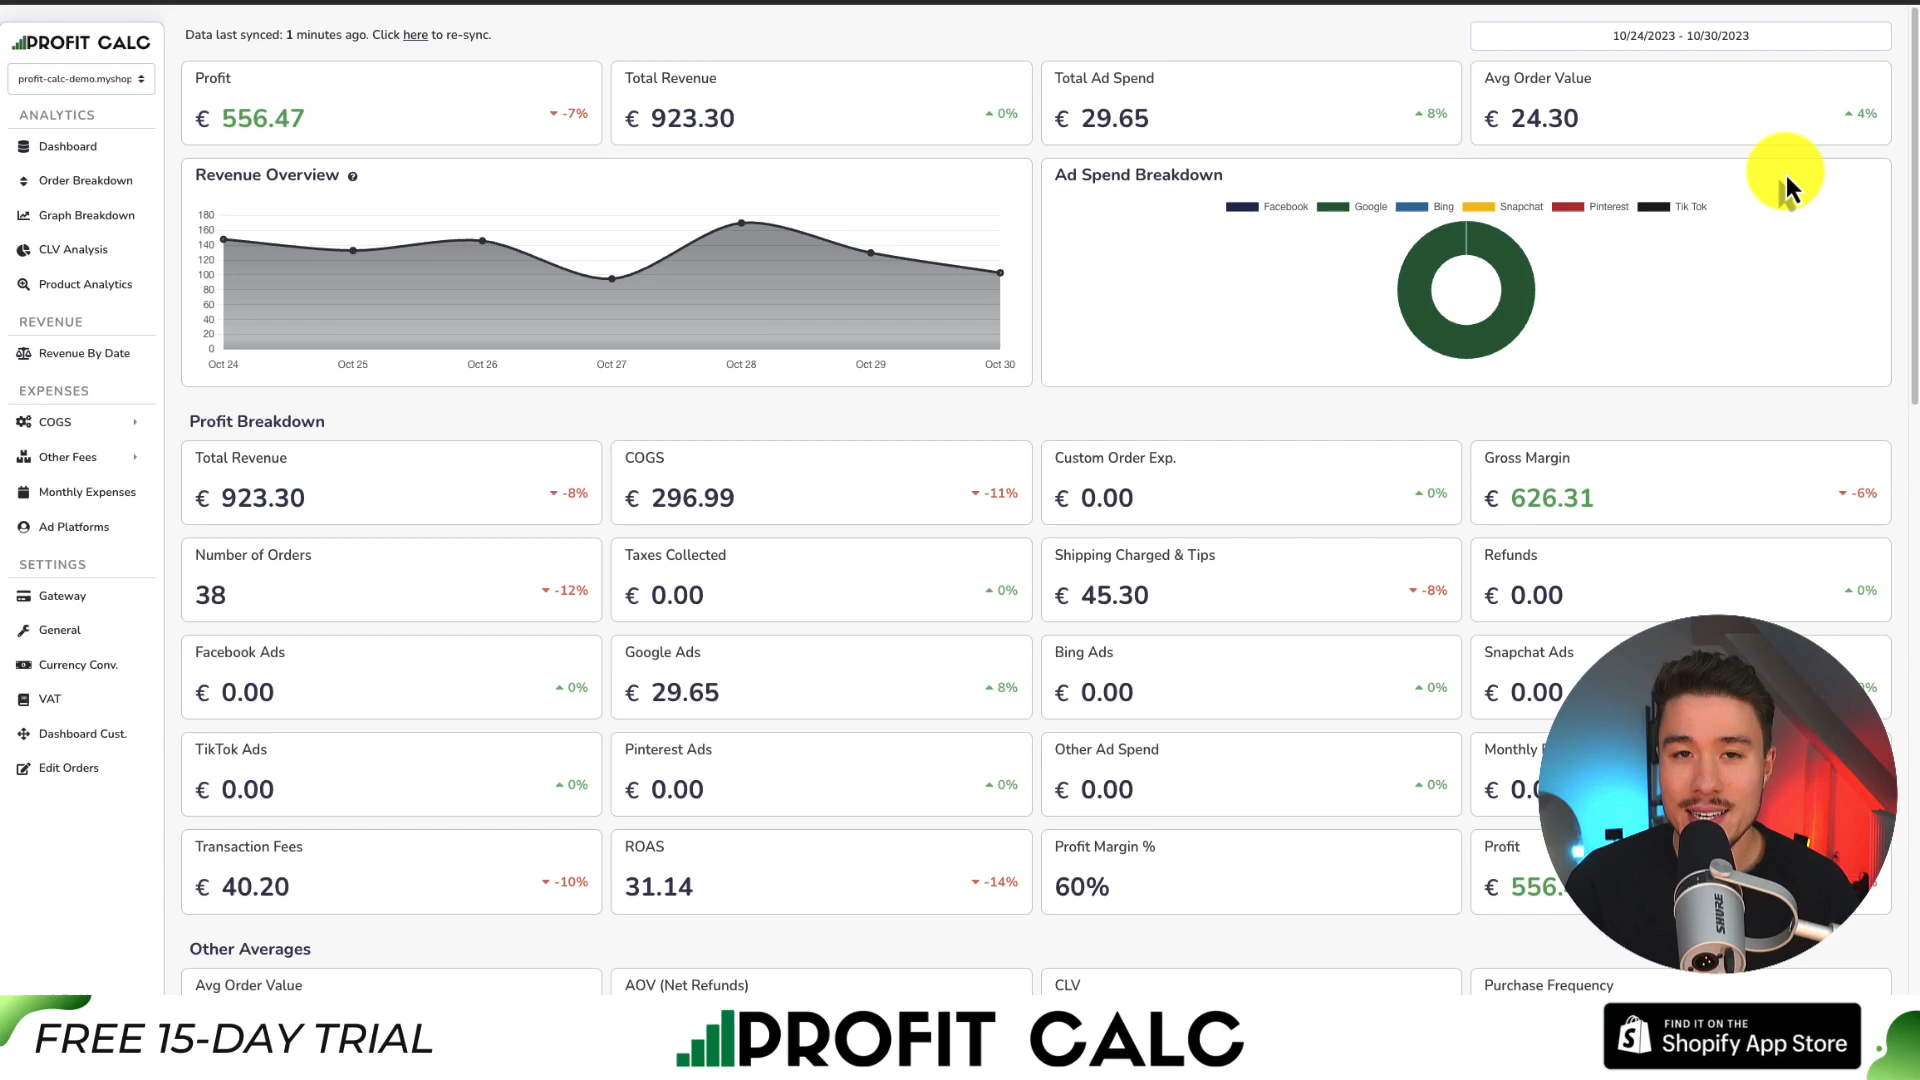 PROFIT CALC
profit-calc-demo.myshop
ANALYTICS
Dashboard
Order Breakdown
Graph Breakdown
CLV Analysis
Product Analytics
REVENUE
Revenue By Date
EXPENSES
COGS
Other Fees
Monthly Expenses
Ad Platforms
SETTINGS
Gateway
General
Currency Conv.
VAT
Dashboard Cust.
Edit Orders
Data last synced: 1 minutes ago. Click here to re-sync.
10/24/2023 - 10/30/2023
Profit
€ 556.47
-7%
Total Revenue
€ 923.30
0%
Total Ad Spend
€ 29.65
8%
Avg Order Value
€ 24.30
4%
Revenue Overview
180
160
140
120
100
80
60
40
20
0
Oct 24 Oct 25 Oct 26 Oct 27 Oct 28 Oct 29 Oct 30
Ad Spend Breakdown
Facebook Google Bing Snapchat Pinterest Tik Tok
Profit Breakdown
Total Revenue
€ 923.30
-8%
COGS
€ 296.99
-11%
Custom Order Exp.
€ 0.00
0%
Gross Margin
€ 626.31
-6%
Number of Orders
38
-12%
Taxes Collected
€ 0.00
0%
Shipping Charged & Tips
€ 45.30
-8%
Refunds
€ 0.00
0%
Facebook Ads
€ 0.00
0%
Google Ads
€ 29.65
8%
Bing Ads
€ 0.00
0%
Snapchat Ads
€ 0.00
TikTok Ads
€ 0.00
0%
Pinterest Ads
€ 0.00
0%
Other Ad Spend
€ 0.00
0%
Monthly
€ 0.0
Transaction Fees
€ 40.20
-10%
ROAS
31.14
-14%
Profit Margin %
60%
Profit
€ 556.
SHURE
Other Averages
Avg Order Value
AOV (Net Refunds)
CLV
Purchase Frequency
FREE 15-DAY TRIAL
PROFIT CALC
FIND IT ON THE
Shopify App Store